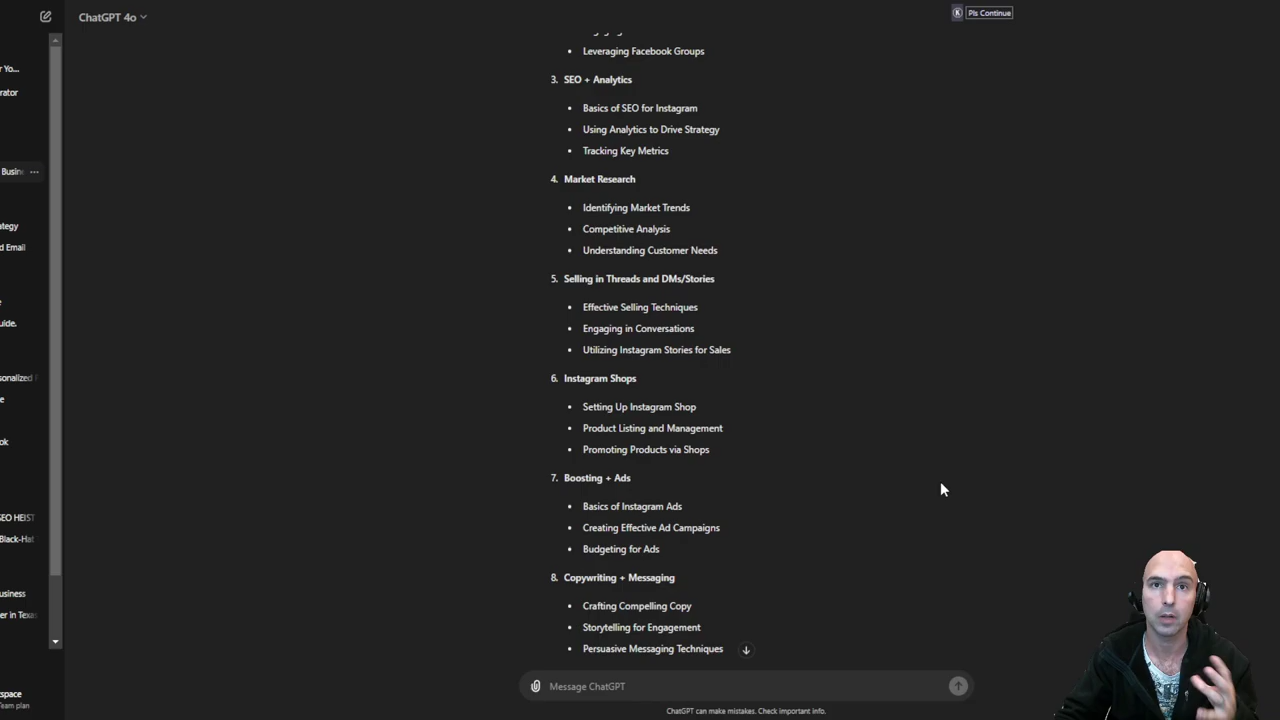 ChatGPT 4o
K Pls Continue
r Yo...
rator
Busin
tegy
d Email
e
uide.
sonalized
e
ok
SEO HEIST
Black-Hat
usiness
er in Texas
space
Team plan
Leveraging Facebook Groups
3. SEO + Analytics
• Basics of SEO for Instagram
• Using Analytics to Drive Strategy
• Tracking Key Metrics
4. Market Research
• Identifying Market Trends
• Competitive Analysis
• Understanding Customer Needs
5. Selling in Threads and DMs/Stories
• Effective Selling Techniques
• Engaging in Conversations
• Utilizing Instagram Stories for Sales
6. Instagram Shops
• Setting Up Instagram Shop
• Product Listing and Management
• Promoting Products via Shops
7. Boosting + Ads
• Basics of Instagram Ads
• Creating Effective Ad Campaigns
• Budgeting for Ads
8. Copywriting + Messaging
• Crafting Compelling Copy
• Storytelling for Engagement
• Persuasive Messaging Techniques
Message ChatGPT
ChatGPT can make mistakes. Check important info.